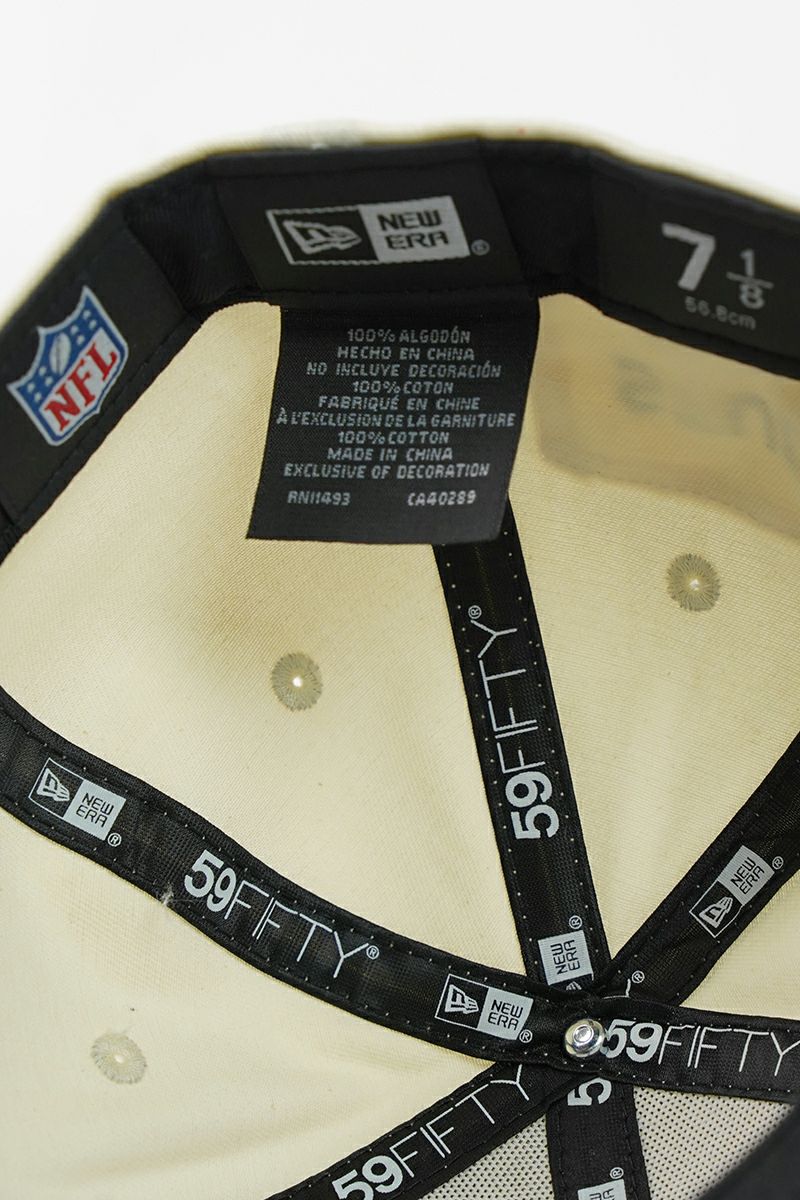 NFL
NEW ERA®
7 1/8
56.8cm
100% ALGODÓN
HECHO EN CHINA
NO INCLUYE DECORACIÓN
100% COTON
FABRIQUÉ EN CHINE
À L'EXCLUSION DE LA GARNITURE
100% COTTON
MADE IN CHINA
EXCLUSIVE OF DECORATION
RN11493 CA40289
59FIFTY®
NEW ERA®
NEW ERA®
59FIFTY®
NEW ERA®
NEW ERA®
59FIFTY
59FIFTY®
5
NEW